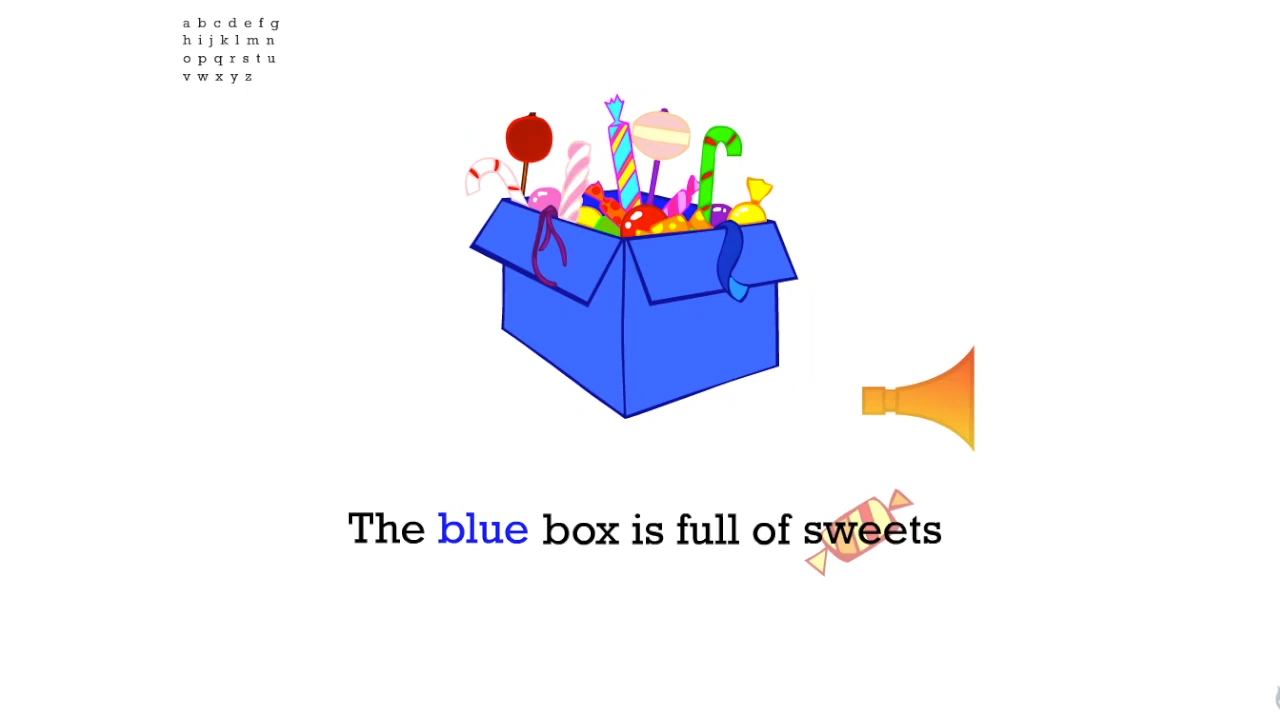 a b c d e f g
h i j k l m n
o p q r s t u
v w x y z
The blue box is full of sweets